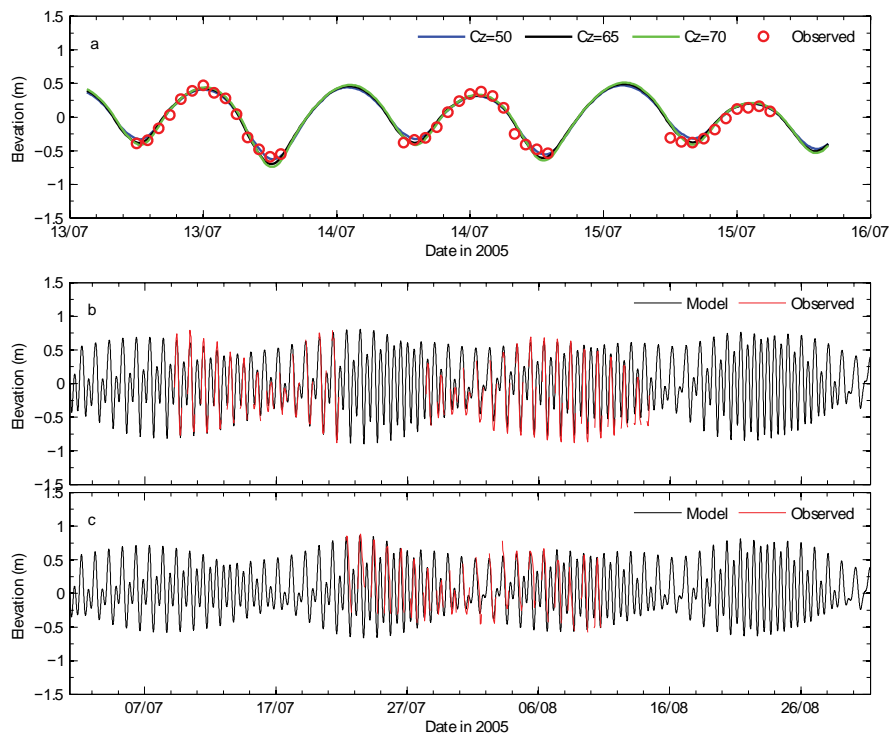 1.5
a
Cz=50 Cz=65 Cz=70 Observed
1
0.5
0
−0.5
−1
−1.5
Bevation (m)
13/07 13/07 14/07 14/07 15/07 15/07 16/07
Date in 2005
1.5
b
Model Observed
1
0.5
0
−0.5
−1
−1.5
Bevation (m)
1.5
c
Model Observed
1
0.5
0
−0.5
−1
−1.5
Bevation (m)
07/07 17/07 27/07 06/08 16/08 26/08
Date in 2005